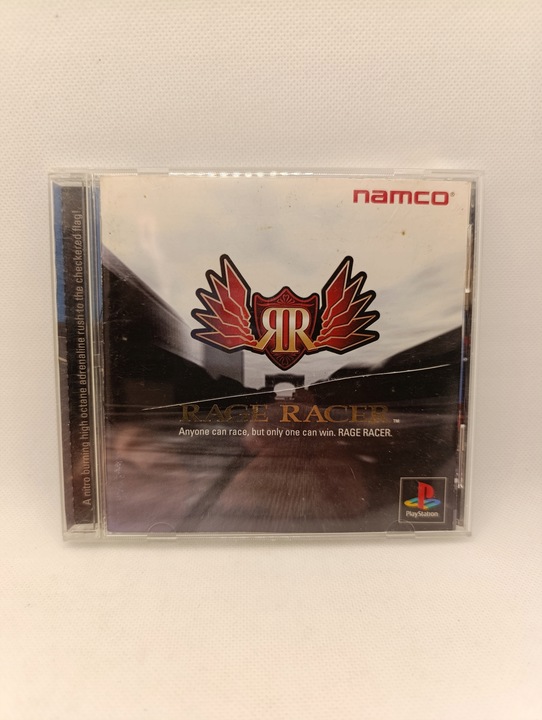 namco®
RR
RAGE RACER™
Anyone can race, but only one can win. RAGE RACER.
PlayStation
A nitro burning high octane adrenaline rush to the checkered flag!